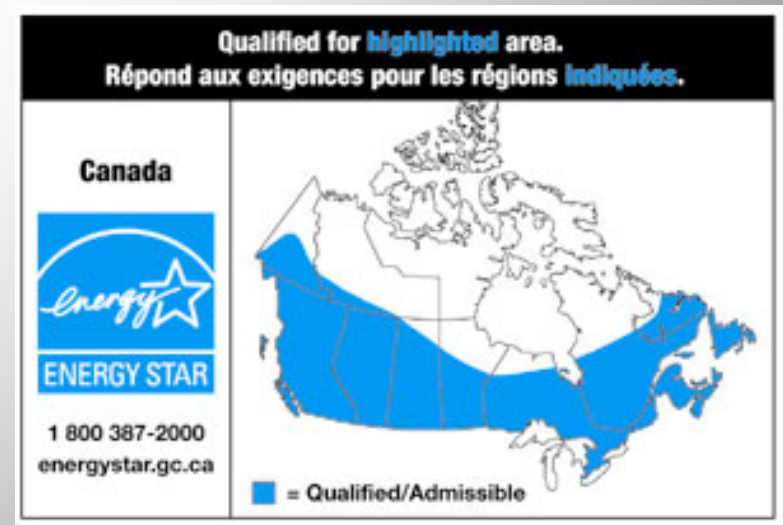 Qualified for highlighted area.
Répond aux exigences pour les régions indiquées.
Canada
energy
ENERGY STAR
1 800 387-2000
energystar.gc.ca
= Qualified/Admissible